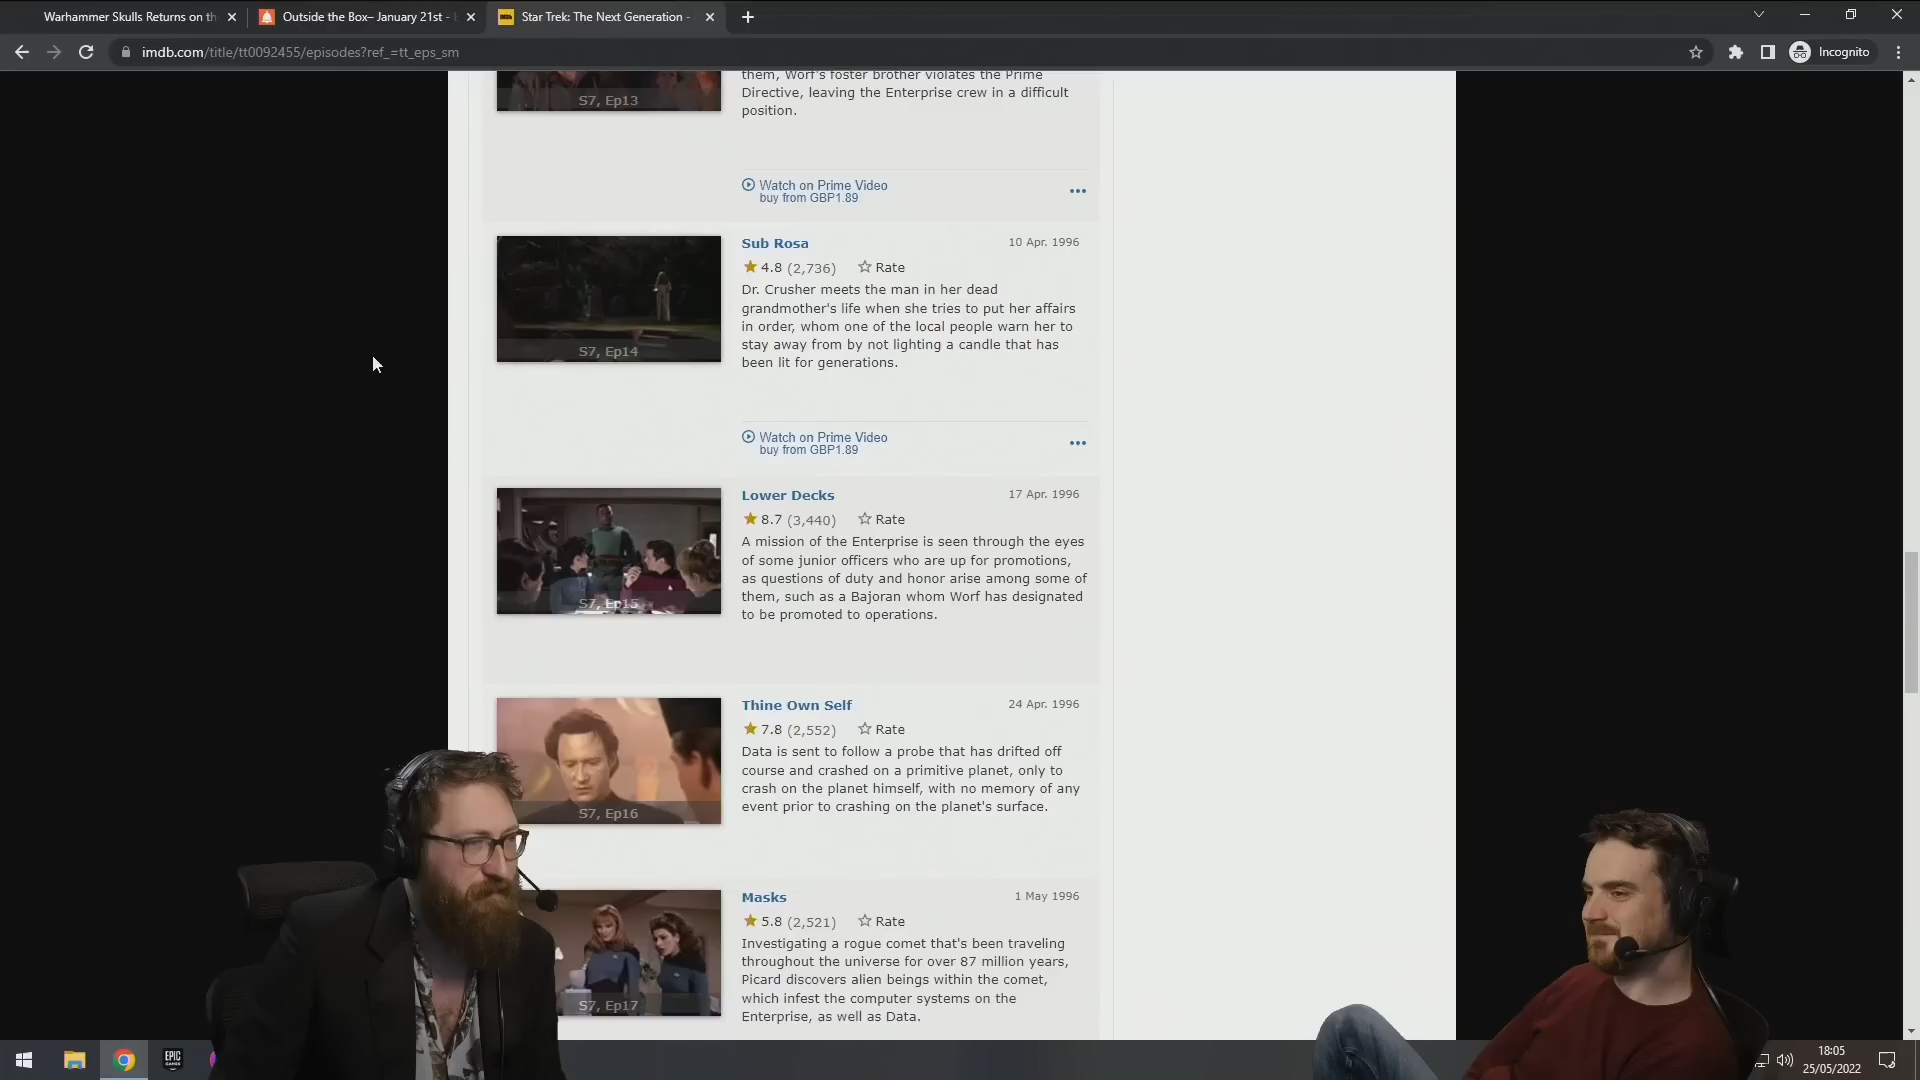 Warhammer Skulls Returns on th
Outside the Box– January 21st -
Star Trek: The Next Generation -
imdb.com/title/tt0092455/episodes?ref_=tt_eps_sm
Incognito
S7, Ep13
them, Worf's foster brother violates the Prime
Directive, leaving the Enterprise crew in a difficult
position.
Watch on Prime Video
buy from GBP1.89
S7, Ep14
Sub Rosa
10 Apr. 1996
4.8 (2,736) Rate
Dr. Crusher meets the man in her dead
grandmother's life when she tries to put her affairs
in order, whom one of the local people warn her to
stay away from by not lighting a candle that has
been lit for generations.
Watch on Prime Video
buy from GBP1.89
S7, Ep15
Lower Decks
17 Apr. 1996
8.7 (3,440) Rate
A mission of the Enterprise is seen through the eyes
of some junior officers who are up for promotions,
as questions of duty and honor arise among some of
them, such as a Bajoran whom Worf has designated
to be promoted to operations.
S7, Ep16
Thine Own Self
24 Apr. 1996
7.8 (2,552) Rate
Data is sent to follow a probe that has drifted off
course and crashed on a primitive planet, only to
crash on the planet himself, with no memory of any
event prior to crashing on the planet's surface.
S7, Ep17
Masks
1 May 1996
5.8 (2,521) Rate
Investigating a rogue comet that's been traveling
throughout the universe for over 87 million years,
Picard discovers alien beings within the comet,
which infest the computer systems on the
Enterprise, as well as Data.
EPIC
GAMES
18:05
25/05/2022